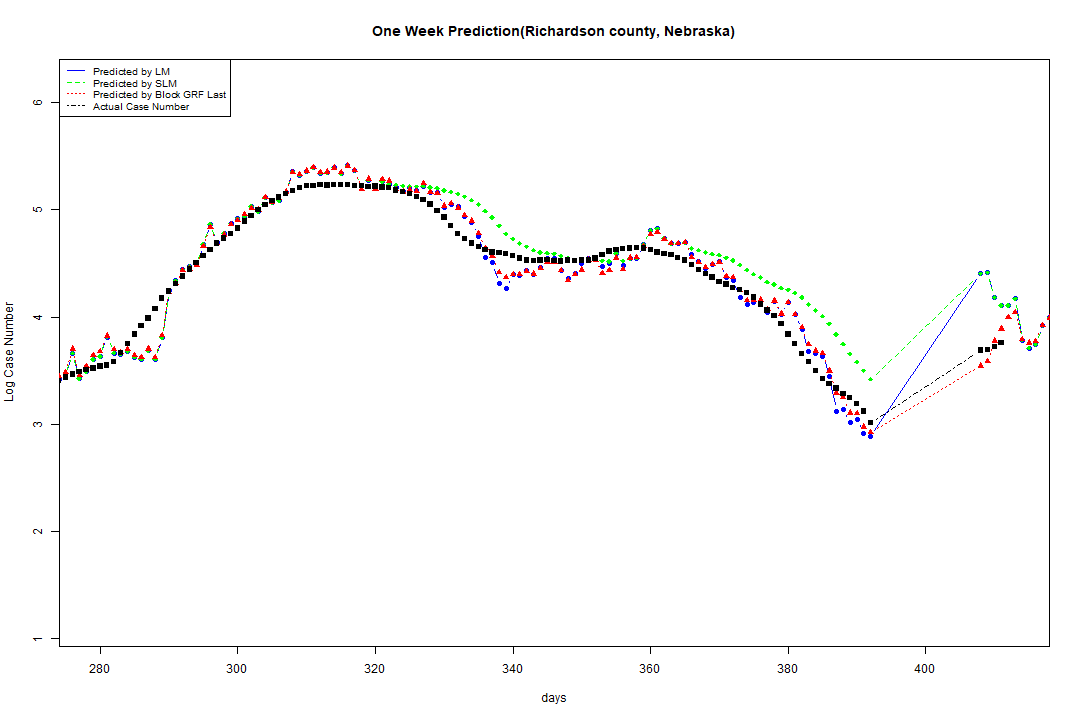 One Week Prediction(Richardson county, Nebraska)
Predicted by LM
Predicted by SLM
Predicted by Block GRF Last
Actual Case Number
6
5
4
3
2
1
Log Case Number
280 300 320 340 360 380 400
days